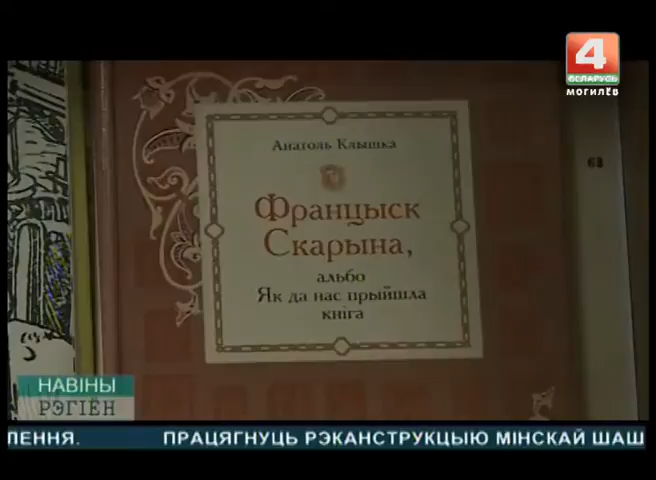 4
БЕЛАРУСЬ
МОГИЛЁВ
Анатоль Клышка
63
Францыск
Скарына,
альбо
Як да нас прыйшла
кніга
НАВІНЫ
РЭГІЁН
ЛЕННЯ. ПРАЦЯГНУЦЬ РЭКАНСТРУКЦЫЮ МІНСКАЙ ШАШ